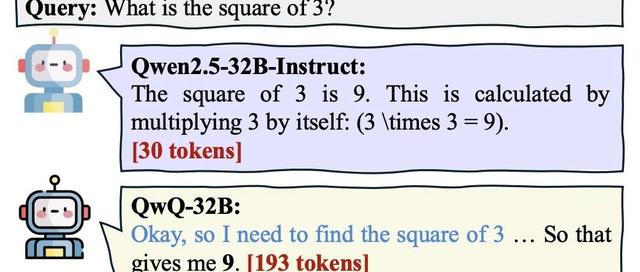 Query: What is the square of 3?
Qwen2.5-32B-Instruct:
The square of 3 is 9. This is calculated by
multiplying 3 by itself: (3 \times 3 = 9).
[30 tokens]
QwQ-32B:
Okay, so I need to find the square of 3 ... So that
gives me 9. [193 tokens]